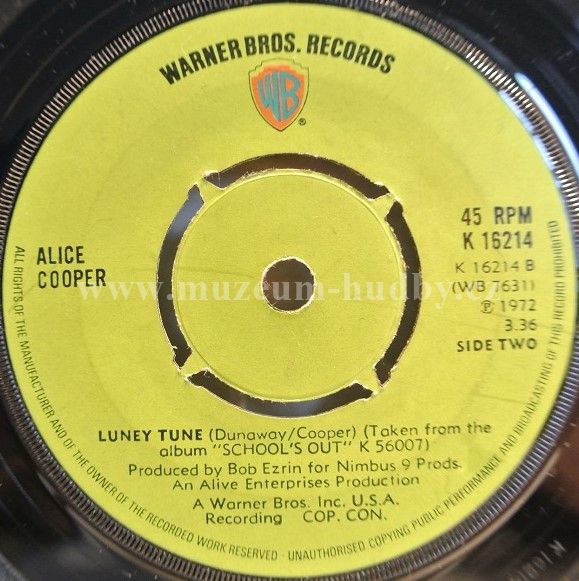 WARNER BROS. RECORDS
WB
®
ALICE
COOPER
45 RPM
K 16214
K 16214 B
(WB 7631)
℗ 1972
3.36
SIDE TWO
www.muzeum-hudby.cz
LUNEY TUNE (Dunaway/Cooper) (Taken from the
album "SCHOOL'S OUT" K 56007)
Produced by Bob Ezrin for Nimbus 9 Prods.
An Alive Enterprises Production
A Warner Bros. Inc. U.S.A.
Recording COP. CON.
ALL RIGHTS OF THE MANUFACTURER AND OF THE OWNER OF THE RECORDED WORK RESERVED - UNAUTHORISED COPYING PUBLIC PERFORMANCE AND BROADCASTING OF THIS RECORD PROHIBITED